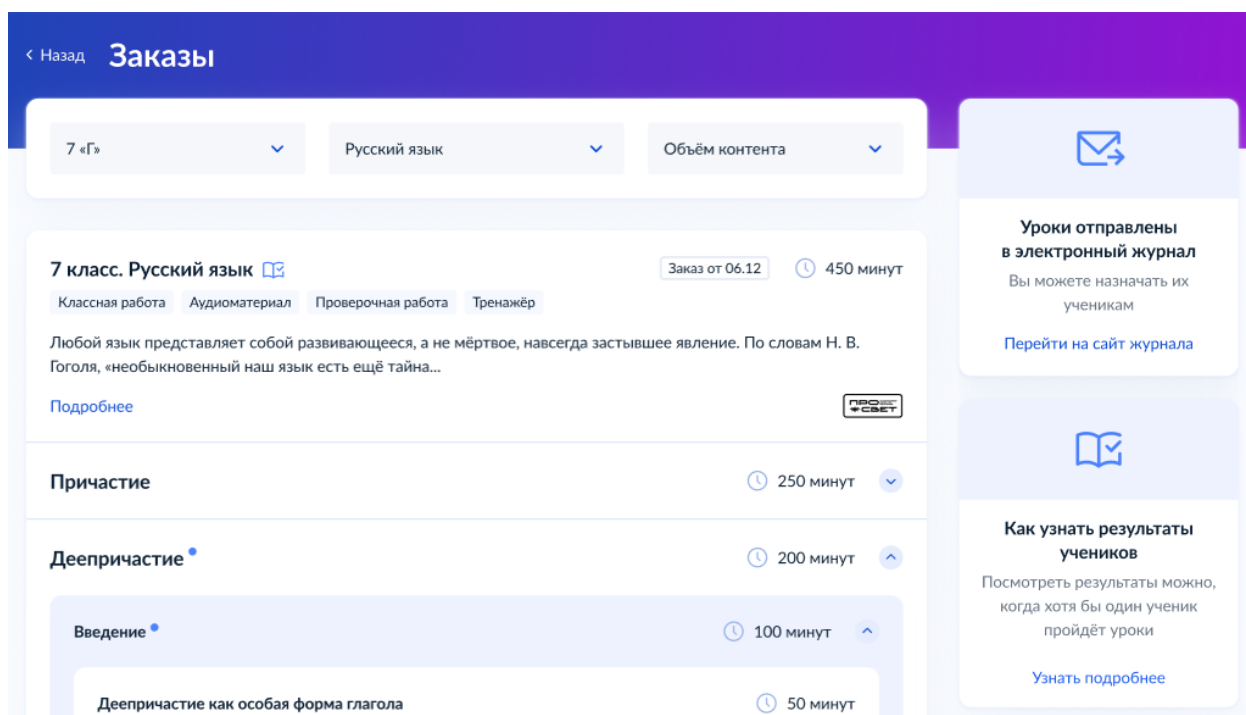 Назад Заказы
7 «Г» Русский язык Объём контента
7 класс. Русский язык Заказ от 06.12 450 минут
Классная работа Аудиоматериал Проверочная работа Тренажёр
Любой язык представляет собой развивающееся, а не мёртвое, навсегда застывшее явление. По словам Н. В.
Гоголя, «необыкновенный наш язык есть ещё тайна...
Подробнее
ПРО
СВЕТ
Причастие 250 минут
Деепричастие 200 минут
Введение 100 минут
Деепричастие как особая форма глагола 50 минут
Уроки отправлены
в электронный журнал
Вы можете назначать их
ученикам
Перейти на сайт журнала
Как узнать результаты
учеников
Посмотреть результаты можно,
когда хотя бы один ученик
пройдёт уроки
Узнать подробнее